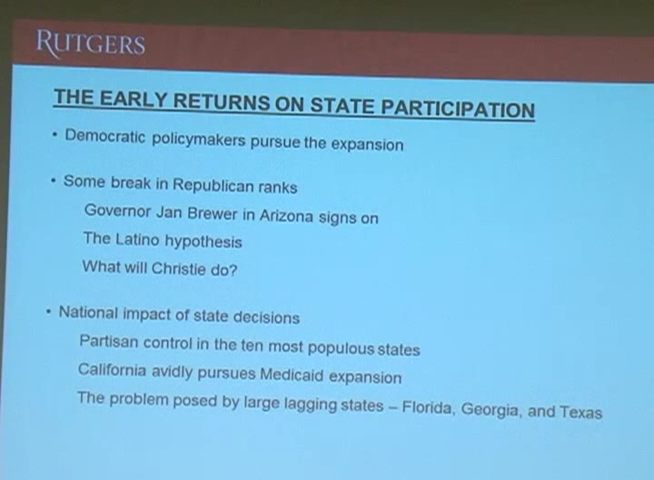 RUTGERS
THE EARLY RETURNS ON STATE PARTICIPATION
• Democratic policymakers pursue the expansion
• Some break in Republican ranks
Governor Jan Brewer in Arizona signs on
The Latino hypothesis
What will Christie do?
• National impact of state decisions
Partisan control in the ten most populous states
California avidly pursues Medicaid expansion
The problem posed by large lagging states – Florida, Georgia, and Texas